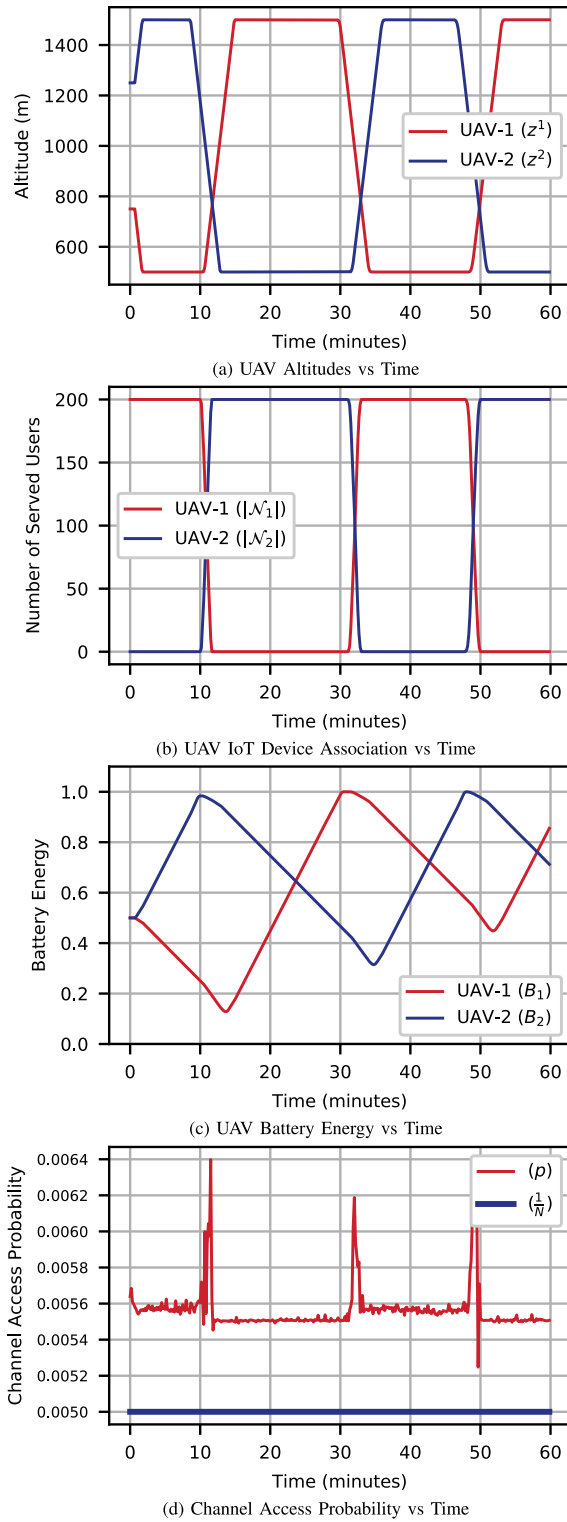 1400
1200
1000
800
600
Altitude (m)
UAV-1 (z¹)
UAV-2 (z²)
0 10 20 30 40 50 60
Time (minutes)
(a) UAV Altitudes vs Time
200
150
100
50
0
Number of Served Users
UAV-1 (|𝒩₁|)
UAV-2 (|𝒩₂|)
0 10 20 30 40 50 60
Time (minutes)
(b) UAV IoT Device Association vs Time
1.0
0.8
0.6
0.4
0.2
0.0
Battery Energy
UAV-1 (B₁)
UAV-2 (B₂)
0 10 20 30 40 50 60
Time (minutes)
(c) UAV Battery Energy vs Time
0.0064
0.0062
0.0060
0.0058
0.0056
0.0054
0.0052
0.0050
Channel Access Probability
(p)
(1/N)
0 10 20 30 40 50 60
Time (minutes)
(d) Channel Access Probability vs Time